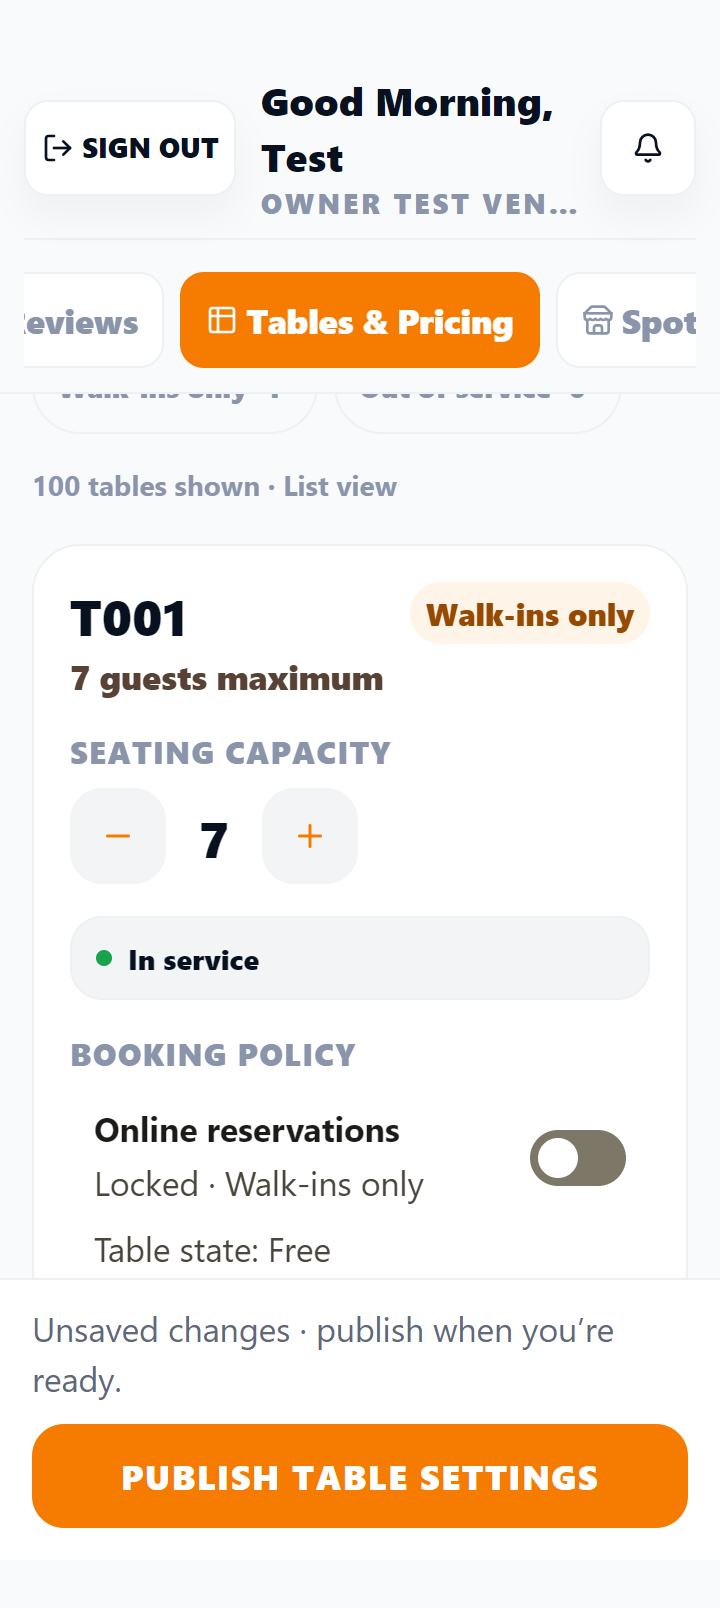 SIGN OUT
Good Morning,
Test
OWNER TEST VEN...
eviews
Tables & Pricing
Spot
100 tables shown · List view
T001
Walk-ins only
7 guests maximum
SEATING CAPACITY
− 7 +
In service
BOOKING POLICY
Online reservations
Locked · Walk-ins only
Table state: Free
Unsaved changes · publish when you’re
ready.
PUBLISH TABLE SETTINGS